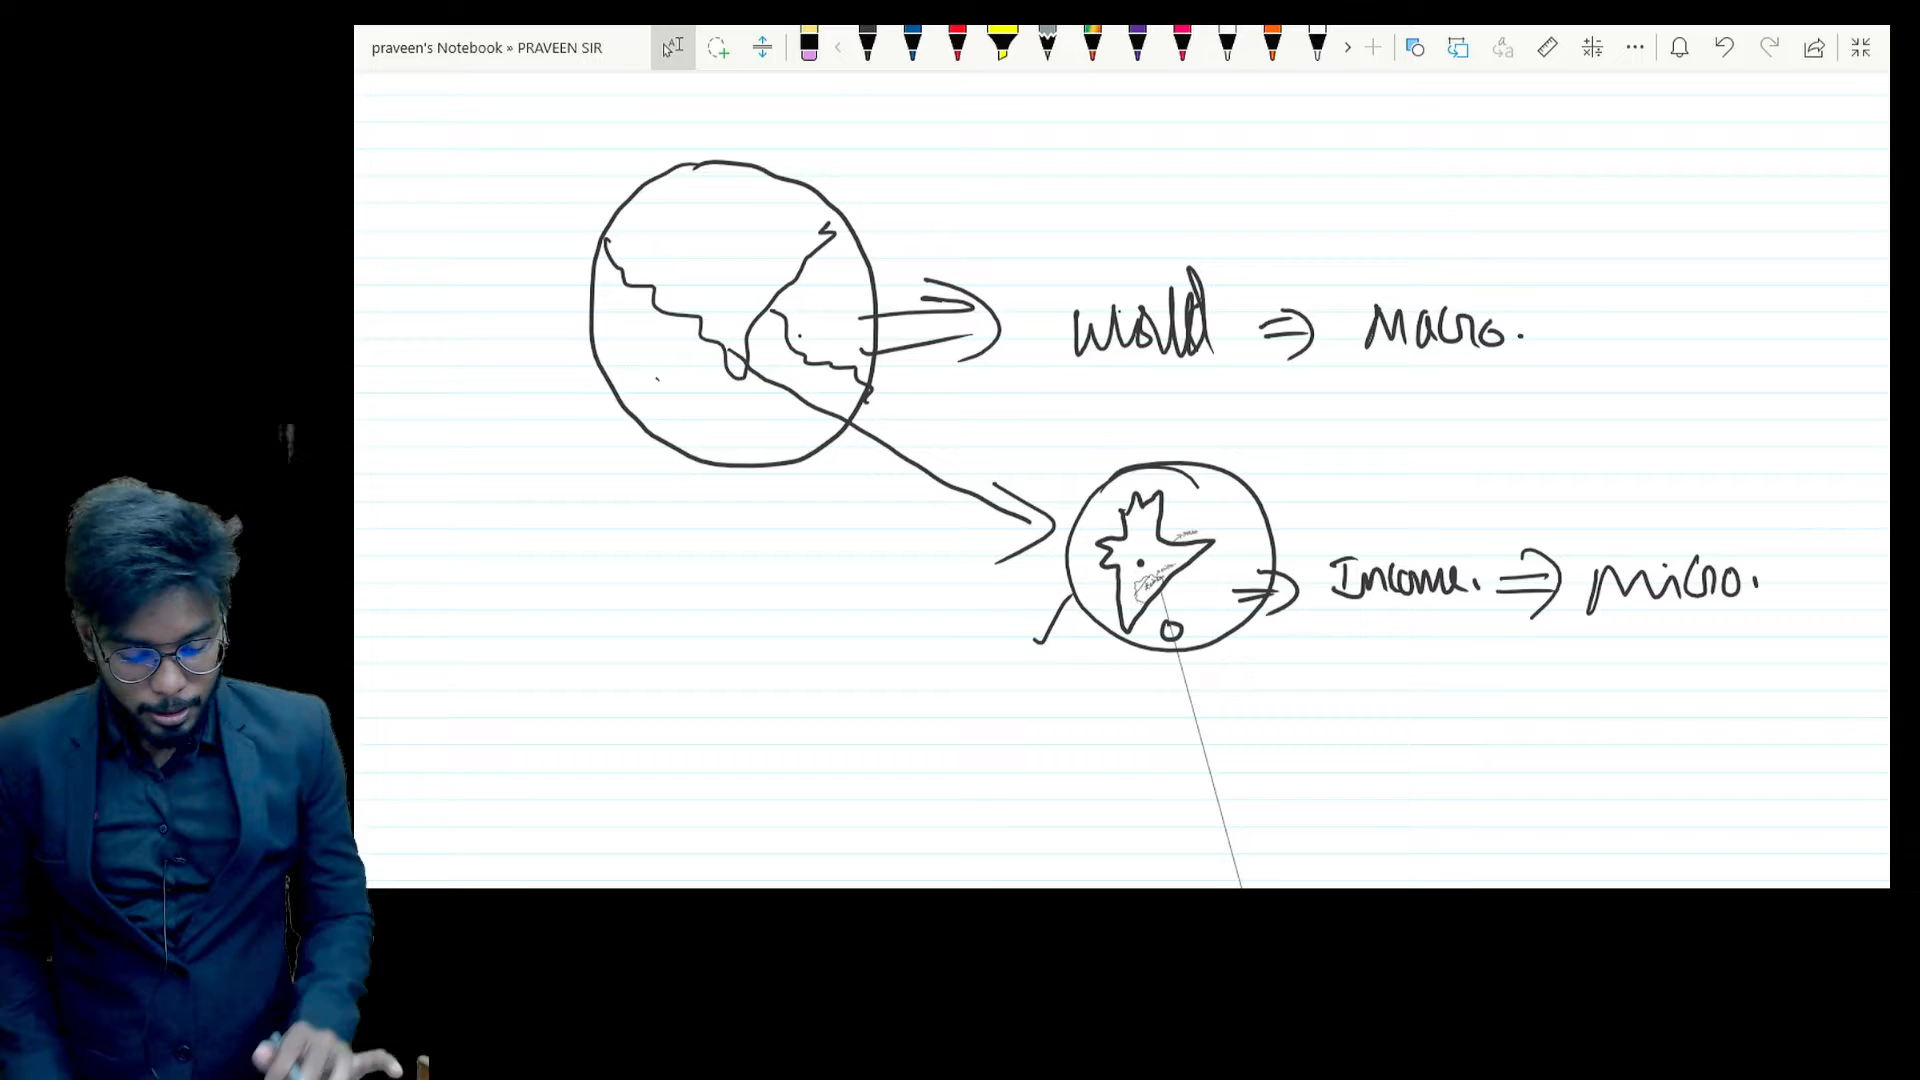 praveen's Notebook » PRAVEEN SIR
World ⇒ Macro.
Income. ⇒ Micro.